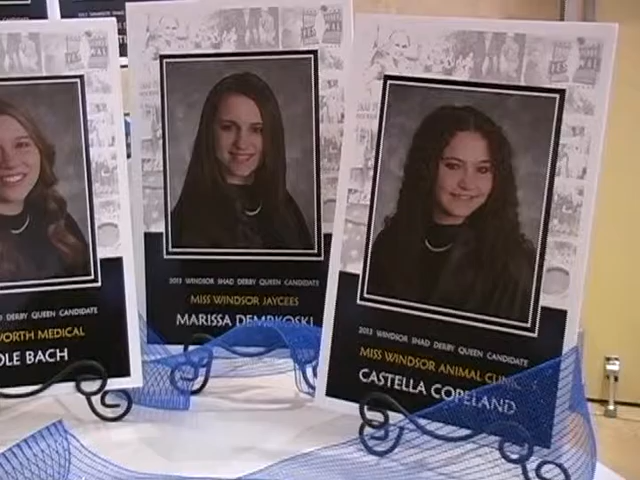 DERBY QUEEN CANDIDATE
WORTH MEDICAL
OLE BACH
2013 WINDSOR SHAD DERBY QUEEN CANDIDATE
MISS WINDSOR JAYCEES
MARISSA DEMBKOSKI
2013 WINDSOR SHAD DERBY QUEEN CANDIDATE
MISS WINDSOR ANIMAL CLINIC
CASTELLA COPELAND